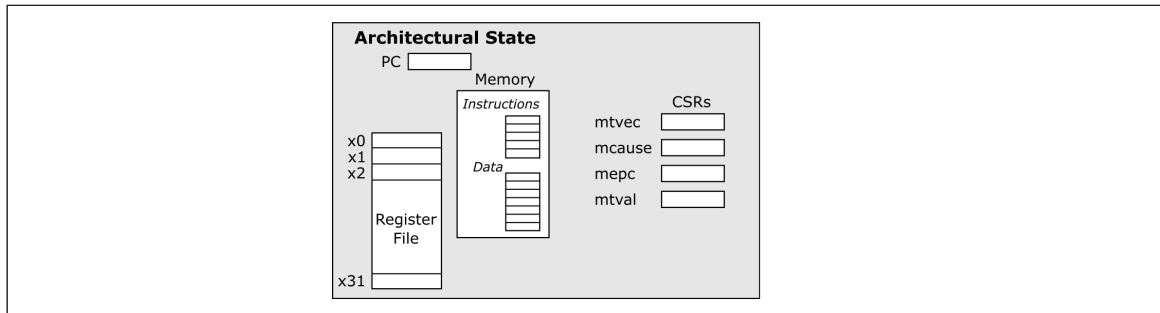 Architectural State
PC
Memory
Instructions
Data
x0
x1
x2
Register
File
x31
CSRs
mtvec
mcause
mepc
mtval